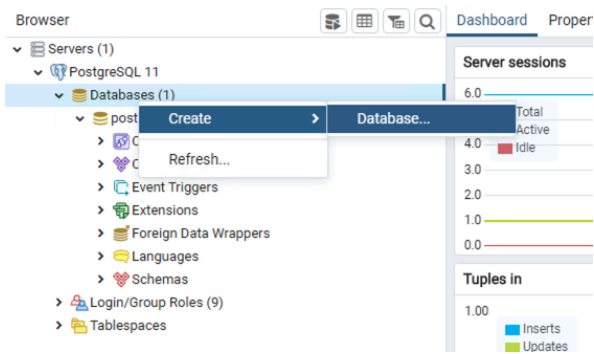 Browser
Dashboard
Proper
Servers (1)
PostgreSQL 11
Databases (1)
post
Create
Database...
Refresh...
C
C
Event Triggers
Extensions
Foreign Data Wrappers
Languages
Schemas
Login/Group Roles (9)
Tablespaces
Server sessions
6.0
Total
Active
4.0
Idle
3.0
2.0
1.0
0.0
Tuples in
1.00
Inserts
Updates